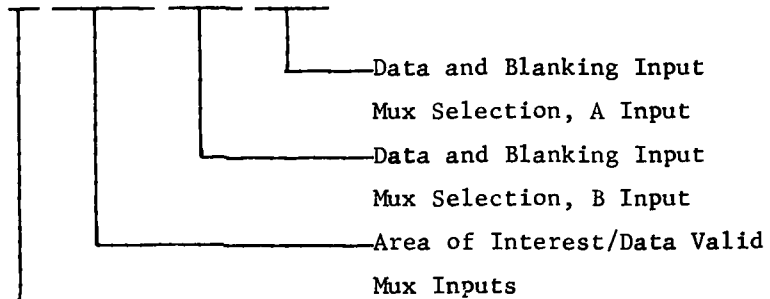 Data and Blanking Input
Mux Selection, A Input
Data and Blanking Input
Mux Selection, B Input
Area of Interest/Data Valid
Mux Inputs